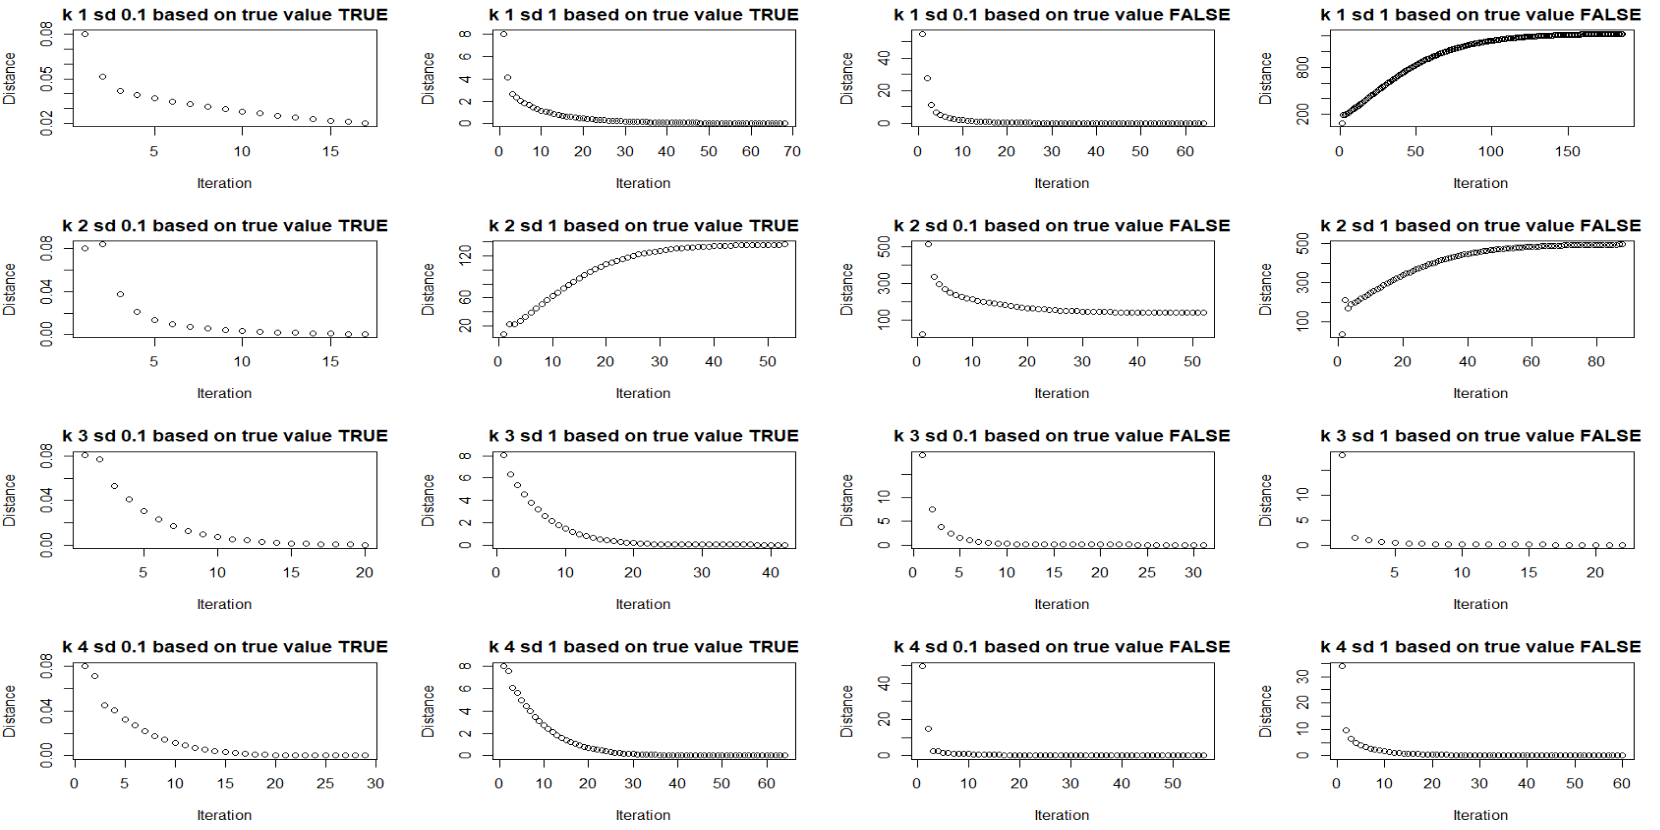 k 1 sd 0.1 based on true value TRUE
Distance
0.02 0.05 0.08
5 10 15
Iteration
k 1 sd 1 based on true value TRUE
Distance
0 2 4 6 8
0 10 20 30 40 50 60 70
Iteration
k 1 sd 0.1 based on true value FALSE
Distance
0 20 40
0 10 20 30 40 50 60
Iteration
k 1 sd 1 based on true value FALSE
Distance
200 800
0 50 100 150
Iteration
k 2 sd 0.1 based on true value TRUE
Distance
0.00 0.04 0.08
5 10 15
Iteration
k 2 sd 1 based on true value TRUE
Distance
20 60 120
0 10 20 30 40 50
Iteration
k 2 sd 0.1 based on true value FALSE
Distance
100 300 500
0 10 20 30 40 50
Iteration
k 2 sd 1 based on true value FALSE
Distance
100 300 500
0 20 40 60 80
Iteration
k 3 sd 0.1 based on true value TRUE
Distance
0.00 0.04 0.08
5 10 15 20
Iteration
k 3 sd 1 based on true value TRUE
Distance
0 2 4 6 8
0 10 20 30 40
Iteration
k 3 sd 0.1 based on true value FALSE
Distance
0 5 10
0 5 10 15 20 25 30
Iteration
k 3 sd 1 based on true value FALSE
Distance
0 5 10
5 10 15 20
Iteration
k 4 sd 0.1 based on true value TRUE
Distance
0.00 0.04 0.08
0 5 10 15 20 25 30
Iteration
k 4 sd 1 based on true value TRUE
Distance
0 2 4 6 8
0 10 20 30 40 50 60
Iteration
k 4 sd 0.1 based on true value FALSE
Distance
0 20 40
0 10 20 30 40 50
Iteration
k 4 sd 1 based on true value FALSE
Distance
0 10 20 30
0 10 20 30 40 50 60
Iteration